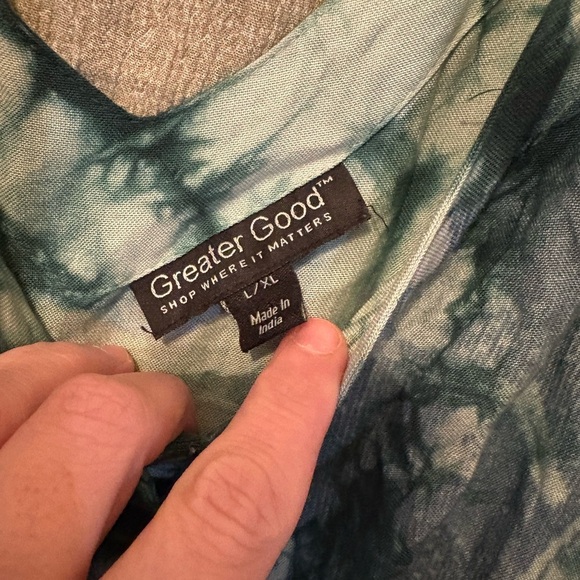 Greater Good™
SHOP WHERE IT MATTERS
L/XL
Made In
India